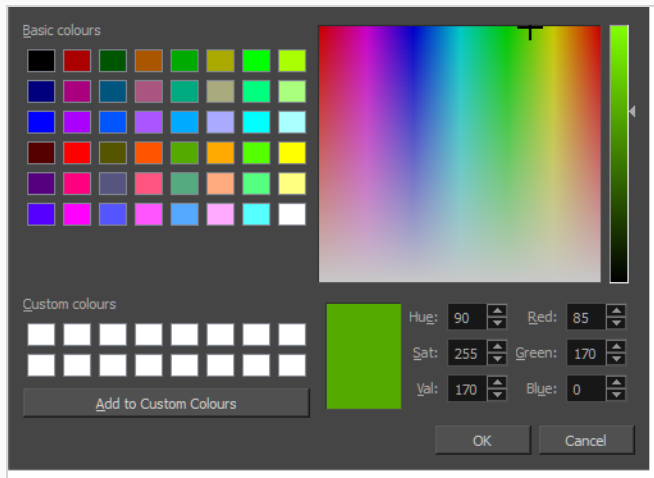 Basic colours
Custom colours
Add to Custom Colours
Hue: 90 Red: 85
Sat: 255 Green: 170
Val: 170 Blue: 0
OK Cancel